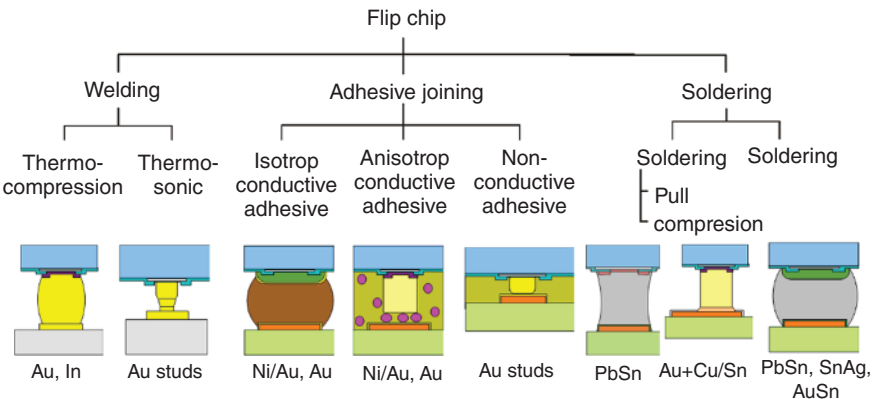 Flip chip
Welding
Adhesive joining
Soldering
Thermo-
compression
Thermo-
sonic
Isotrop
conductive
adhesive
Anisotrop
conductive
adhesive
Non-
conductive
adhesive
Soldering
Pull
compresion
Soldering
Au, In
Au studs
Ni/Au, Au
Ni/Au, Au
Au studs
PbSn
Au+Cu/Sn
PbSn, SnAg,
AuSn